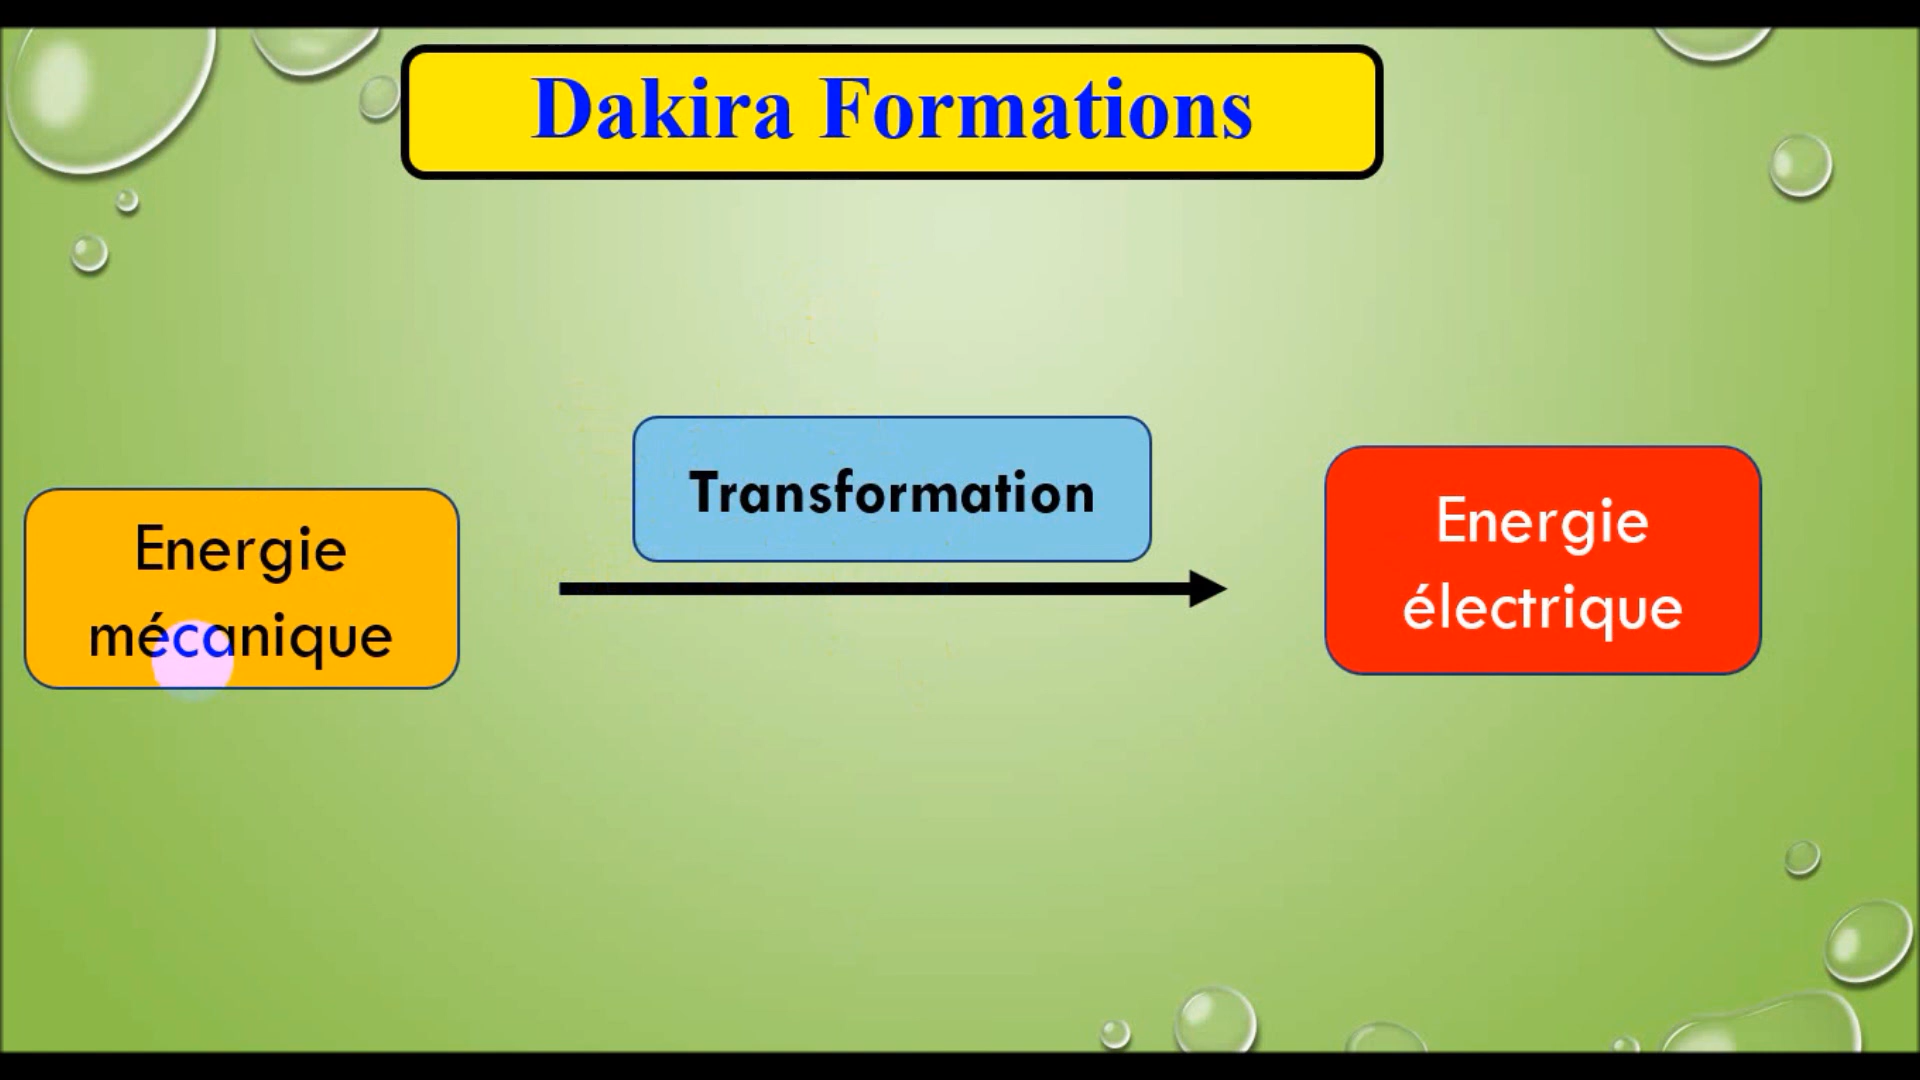 Dakira Formations
Transformation
Energie
mécanique
Energie
électrique